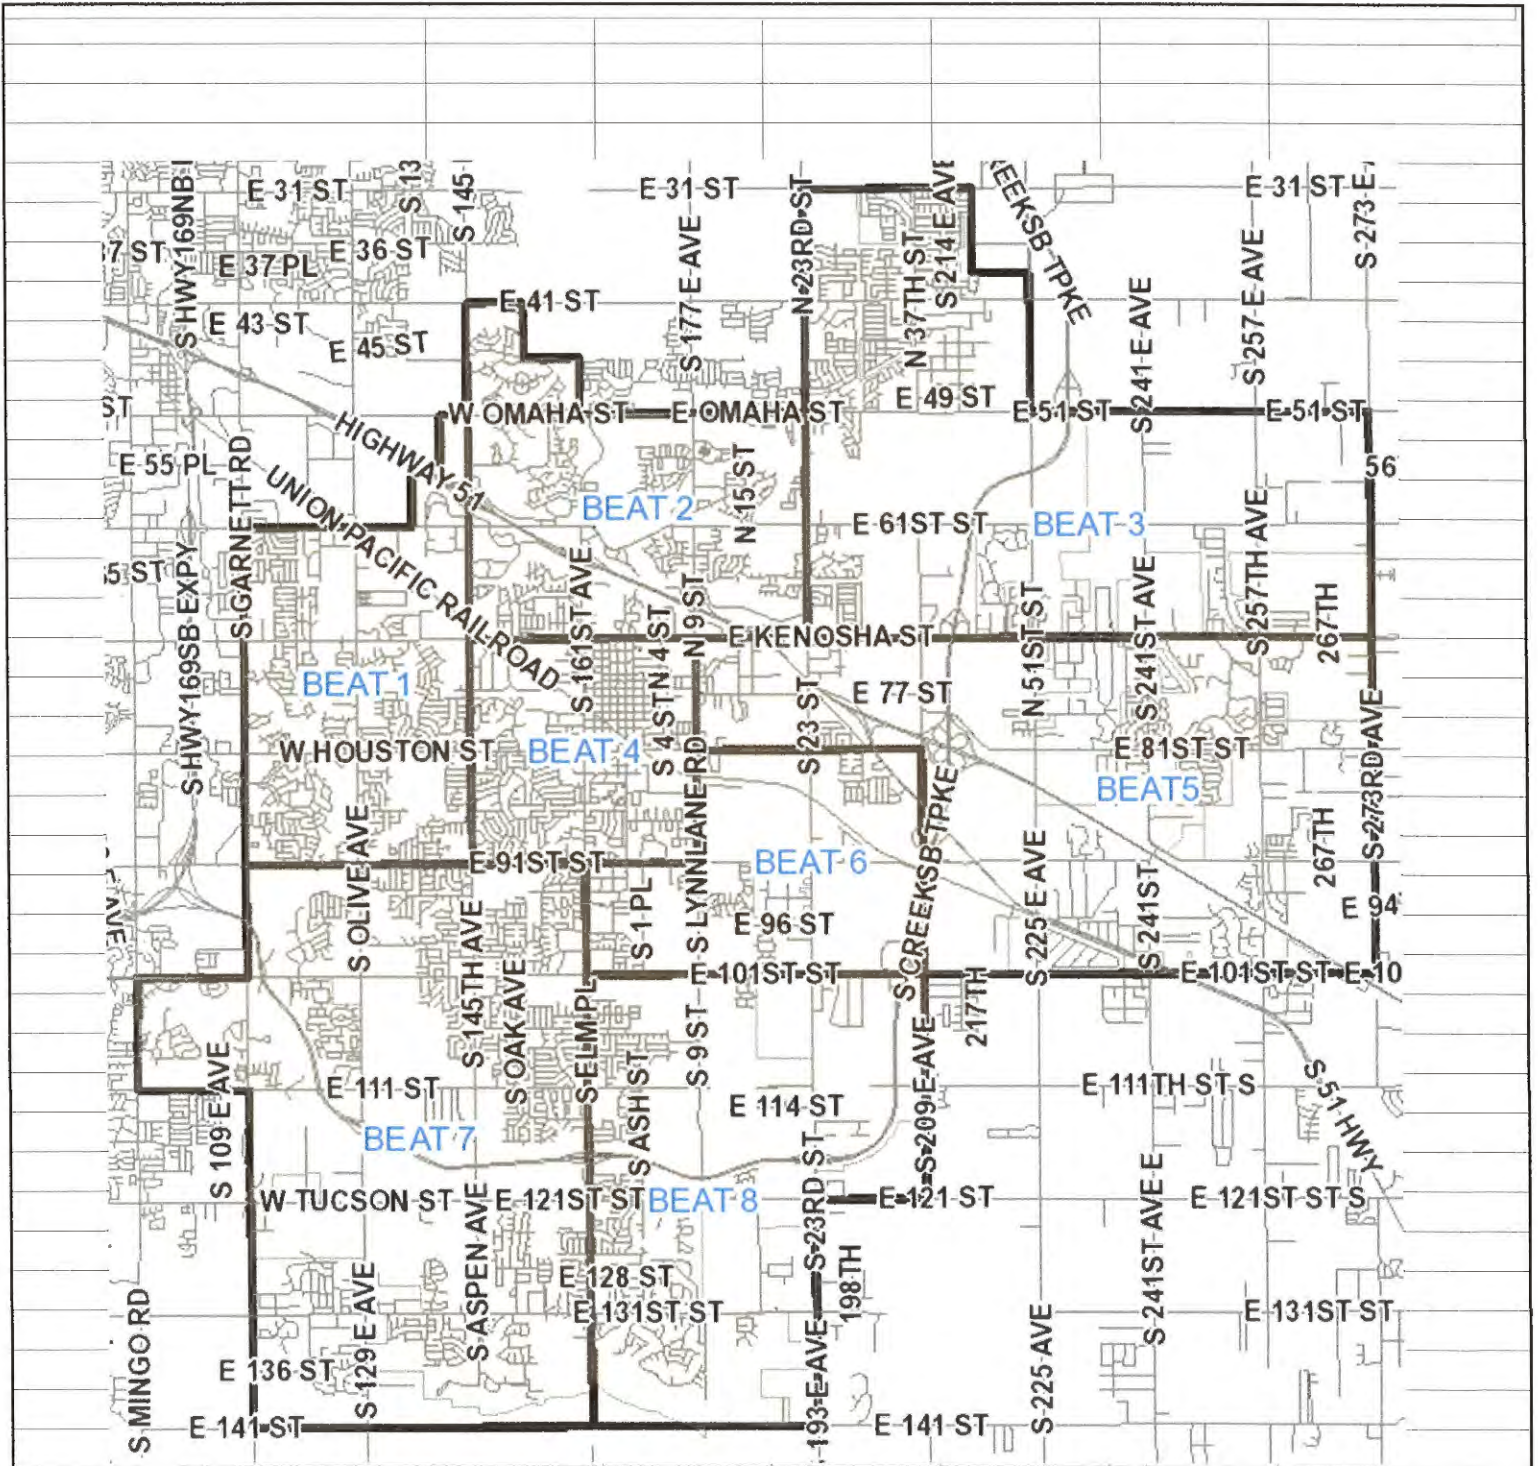 S HWY 169NB
S 13
S 145
E 31 ST
E 31 ST
N 23RD ST
S 214 E AVE
EEKSB TPKE
E 31 ST
S 273 E
37 ST
E 37 PL
E 36 ST
S 177 E AVE
N 37TH ST
S 257 E AVE
E 41 ST
S 241 E AVE
E 43 ST
E 45 ST
ST
W OMAHA ST
E OMAHA ST
E 49 ST
E 51 ST
E 51 ST
HIGHWAY 51
S GARNETT RD
E 55 PL
UNION PACIFIC RAILROAD
N 15 ST
56
BEAT 2
E 61ST ST
BEAT 3
S 257TH AVE
55 ST
S HWY 169SB EXPY
S 161ST AVE
N 4 ST
N 9 ST
N 51ST ST
S 241ST AVE
267TH
E KENOSHA ST
BEAT 1
E 77 ST
S 23 ST
S 4 ST
W HOUSTON ST
BEAT 4
E 81ST ST
S 273RD AVE
BEAT5
S LYNNLANE RD
S CREEKSB TPKE
267TH
S OLIVE AVE
E 91ST ST
BEAT 6
S 225 E AVE
S 241ST
S 1 PL
E 94
E 96 ST
S 145TH AVE
S OAK AVE
S ELM PL
E 101ST ST
217TH
E 101ST ST
E 10
S 9 ST
S 109 E AVE
E 111 ST
S ASH ST
E 114 ST
S 209 E AVE
E 111TH ST S
S 51 HWY
BEAT 7
W TUCSON ST
E 121ST ST
BEAT 8
S 23RD ST
E 121 ST
S 241ST AVE E
E 121ST ST S
S ASPEN AVE
E 128 ST
198TH
S MINGO RD
S 129 E AVE
E 131ST ST
S 225 AVE
E 131ST ST
E 136 ST
193 E AVE
E 141 ST
E 141 ST